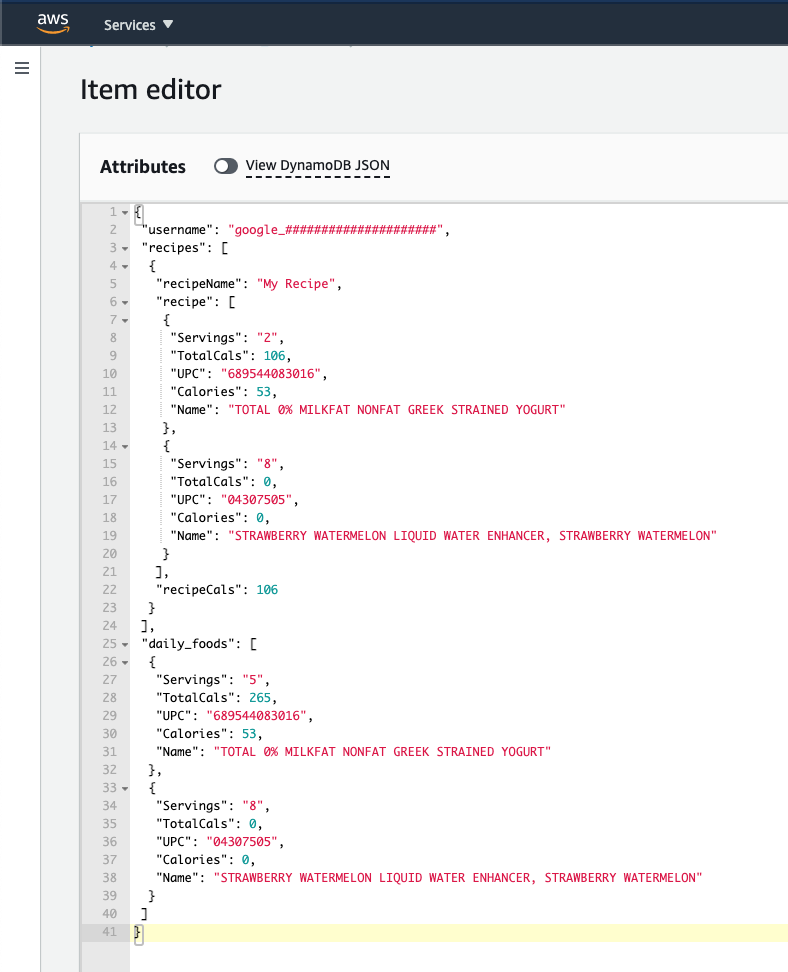 aws
Services ▼
Item editor
Attributes
View DynamoDB JSON
1 {
2 "username": "google_#####################",
3 "recipes": [
4 {
5 "recipeName": "My Recipe",
6 "recipe": [
7 {
8 "Servings": "2",
9 "TotalCals": 106,
10 "UPC": "689544083016",
11 "Calories": 53,
12 "Name": "TOTAL 0% MILKFAT NONFAT GREEK STRAINED YOGURT"
13 },
14 {
15 "Servings": "8",
16 "TotalCals": 0,
17 "UPC": "04307505",
18 "Calories": 0,
19 "Name": "STRAWBERRY WATERMELON LIQUID WATER ENHANCER, STRAWBERRY WATERMELON"
20 }
21 ],
22 "recipeCals": 106
23 }
24 ],
25 "daily_foods": [
26 {
27 "Servings": "5",
28 "TotalCals": 265,
29 "UPC": "689544083016",
30 "Calories": 53,
31 "Name": "TOTAL 0% MILKFAT NONFAT GREEK STRAINED YOGURT"
32 },
33 {
34 "Servings": "8",
35 "TotalCals": 0,
36 "UPC": "04307505",
37 "Calories": 0,
38 "Name": "STRAWBERRY WATERMELON LIQUID WATER ENHANCER, STRAWBERRY WATERMELON"
39 }
40 ]
41 }